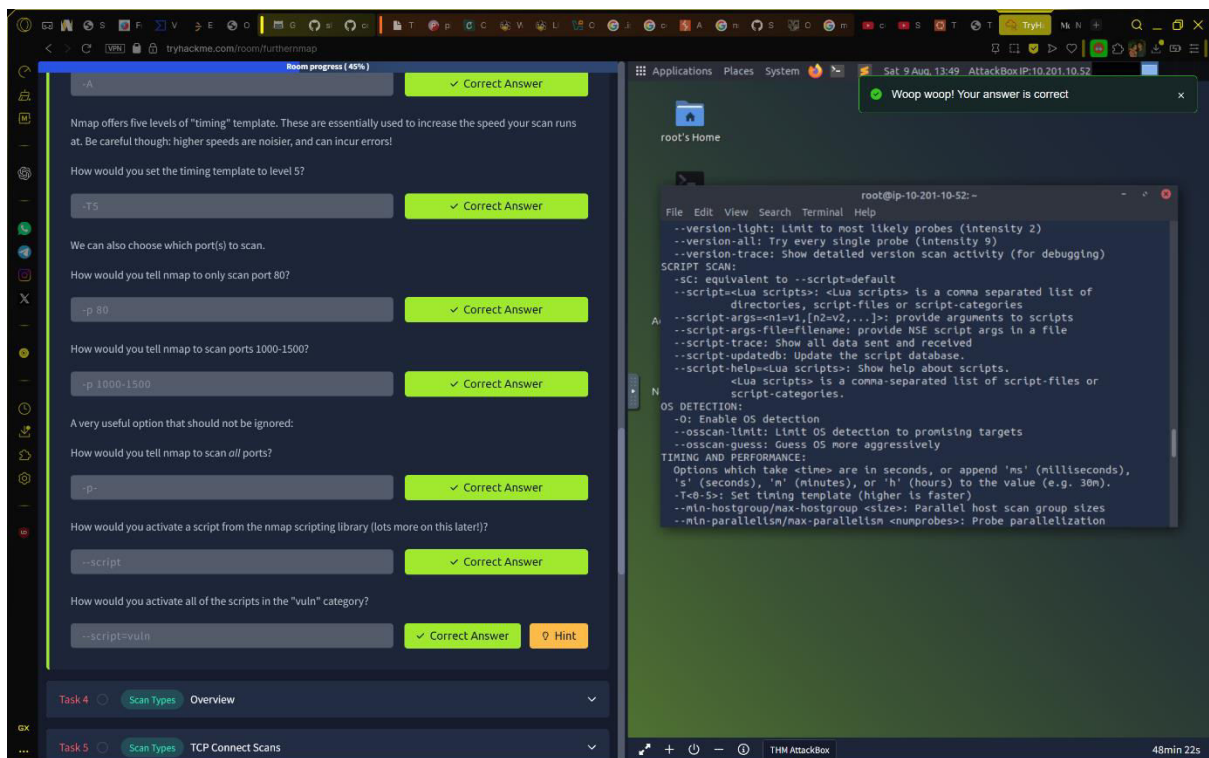 TryH
VPN
tryhackme.com/room/furthernmap
Room progress ( 45% )
-A
Correct Answer
Nmap offers five levels of "timing" template. These are essentially used to increase the speed your scan runs
at. Be careful though: higher speeds are noisier, and can incur errors!
How would you set the timing template to level 5?
-T5
Correct Answer
We can also choose which port(s) to scan.
How would you tell nmap to only scan port 80?
-p 80
Correct Answer
How would you tell nmap to scan ports 1000-1500?
-p 1000-1500
Correct Answer
A very useful option that should not be ignored:
How would you tell nmap to scan all ports?
-p-
Correct Answer
How would you activate a script from the nmap scripting library (lots more on this later!)?
--script
Correct Answer
How would you activate all of the scripts in the "vuln" category?
--script=vuln
Correct Answer
Hint
Task 4 Scan Types Overview
Task 5 Scan Types TCP Connect Scans
GX
Applications Places System Sat 9 Aug, 13:49 AttackBox IP:10.201.10.52
Woop woop! Your answer is correct
root's Home
root@ip-10-201-10-52: ~
File Edit View Search Terminal Help
--version-light: Limit to most likely probes (intensity 2)
--version-all: Try every single probe (intensity 9)
--version-trace: Show detailed version scan activity (for debugging)
SCRIPT SCAN:
-sC: equivalent to --script=default
--script=<Lua scripts>: <Lua scripts> is a comma separated list of
directories, script-files or script-categories
--script-args=<n1=v1,[n2=v2,...]>: provide arguments to scripts
--script-args-file=filename: provide NSE script args in a file
--script-trace: Show all data sent and received
--script-updatedb: Update the script database.
--script-help=<Lua scripts>: Show help about scripts.
<Lua scripts> is a comma-separated list of script-files or
script-categories.
OS DETECTION:
-O: Enable OS detection
--osscan-limit: Limit OS detection to promising targets
--osscan-guess: Guess OS more aggressively
TIMING AND PERFORMANCE:
Options which take <time> are in seconds, or append 'ms' (milliseconds),
's' (seconds), 'm' (minutes), or 'h' (hours) to the value (e.g. 30m).
-T<0-5>: Set timing template (higher is faster)
--min-hostgroup/max-hostgroup <size>: Parallel host scan group sizes
--min-parallelism/max-parallelism <numprobes>: Probe parallelization
THM AttackBox
48min 22s